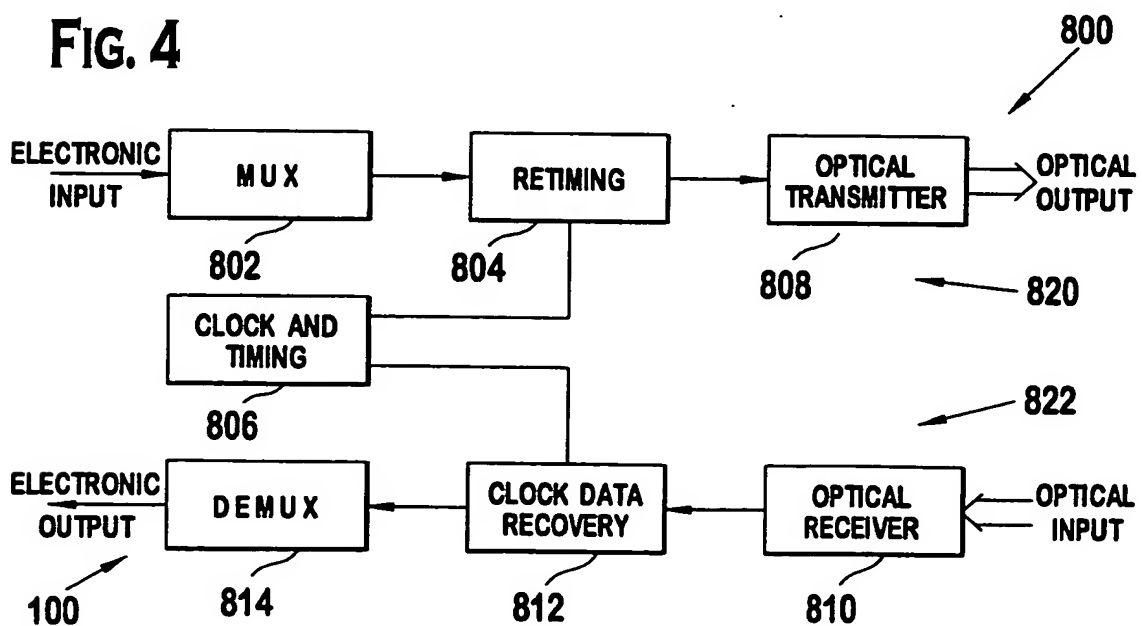 FIG. 4
800
ELECTRONIC
INPUT
MUX
RETIMING
OPTICAL
TRANSMITTER
OPTICAL
OUTPUT
802
804
808
820
CLOCK AND
TIMING
806
822
ELECTRONIC
OUTPUT
DEMUX
CLOCK DATA
RECOVERY
OPTICAL
RECEIVER
OPTICAL
INPUT
100
814
812
810